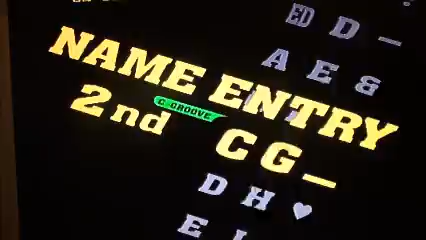 ED D _
A E &
NAME ENTRY
C-GROOVE
2nd C G _
D H ♥